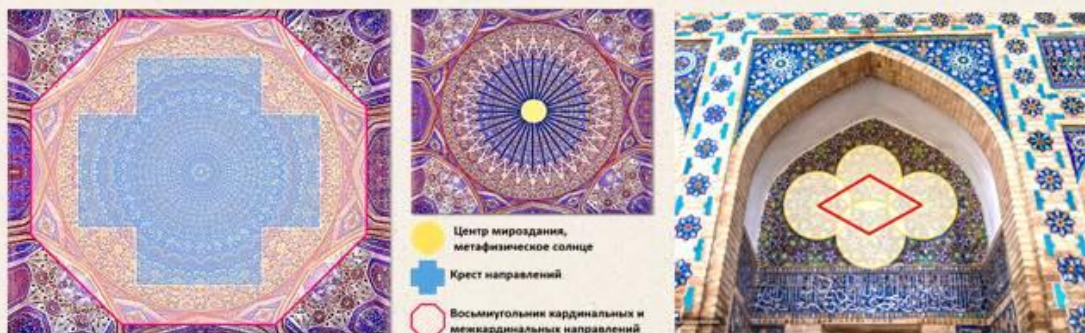 Центр мироздания,
метафизическое солнце
Крест направлений
Восьмиугольник кардинальных и
межкардинальных направлений